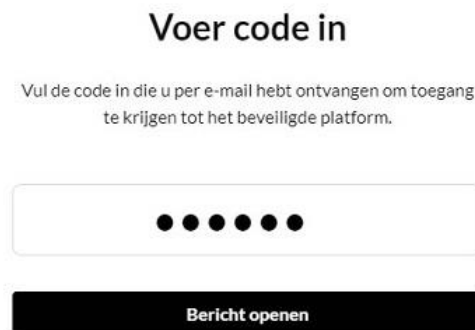 Voer code in
Vul de code in die u per e-mail hebt ontvangen om toegang
te krijgen tot het beveiligde platform.
●●●●●●
Bericht openen